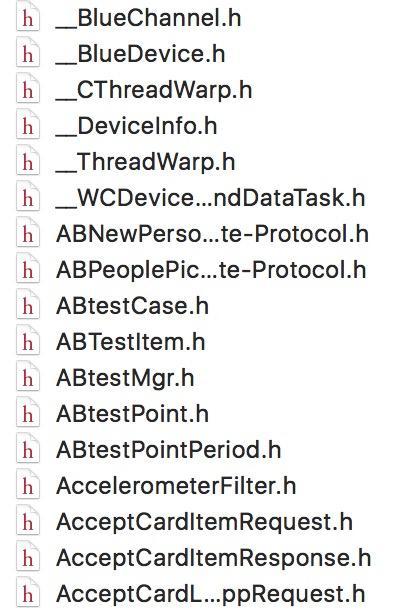 h __BlueChannel.h
h __BlueDevice.h
h __CThreadWarp.h
h __DeviceInfo.h
h __ThreadWarp.h
h __WCDevice...ndDataTask.h
h ABNewPerso...te-Protocol.h
h ABPeoplePic...te-Protocol.h
h ABtestCase.h
h ABTestItem.h
h ABtestMgr.h
h ABtestPoint.h
h ABtestPointPeriod.h
h AccelerometerFilter.h
h AcceptCardItemRequest.h
h AcceptCardItemResponse.h
h AcceptCardL...ppRequest.h